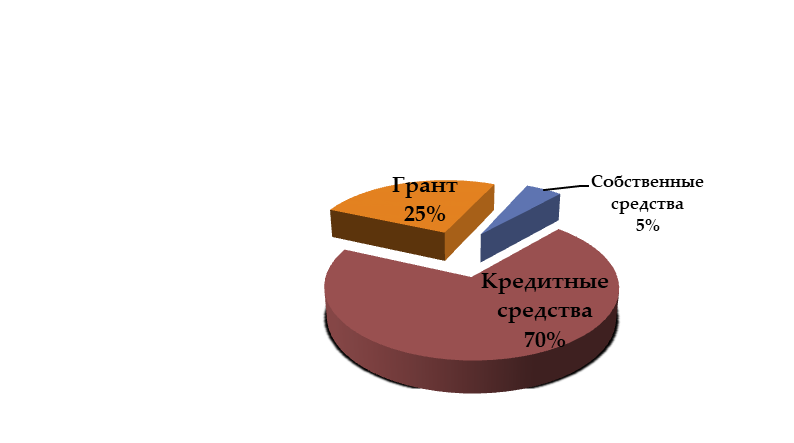 Грант
25%
Собственные
средства
5%
Кредитные
средства
70%